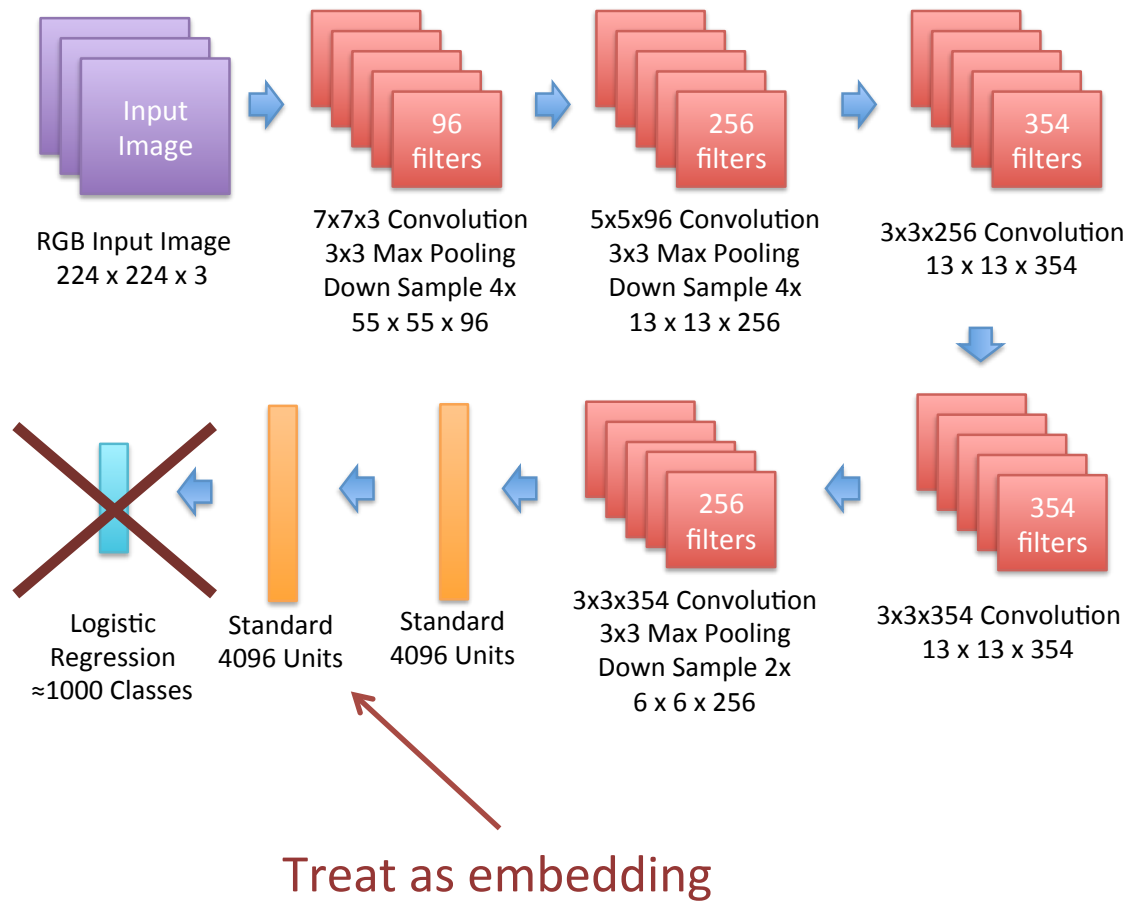 Input
Image
RGB Input Image
224 x 224 x 3
96
filters
7x7x3 Convolution
3x3 Max Pooling
Down Sample 4x
55 x 55 x 96
256
filters
5x5x96 Convolution
3x3 Max Pooling
Down Sample 4x
13 x 13 x 256
354
filters
3x3x256 Convolution
13 x 13 x 354
354
filters
3x3x354 Convolution
13 x 13 x 354
256
filters
3x3x354 Convolution
3x3 Max Pooling
Down Sample 2x
6 x 6 x 256
Standard
4096 Units
Standard
4096 Units
Logistic
Regression
≈1000 Classes
Treat as embedding